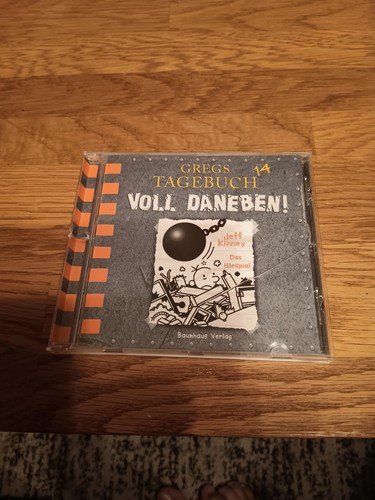 GREGS
TAGEBUCH 14
VOLL DANEBEN!
Jeff
Kinney
Das
Hörspiel
Baumhaus Verlag